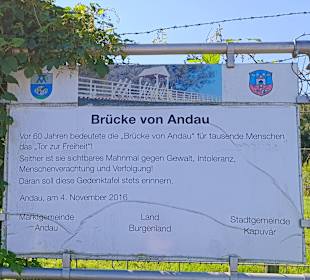 Brücke von Andau
Vor 60 Jahren bedeutete die „Brücke von Andau" für tausende Menschen
das „Tor zur Freiheit"!
Seither ist sie sichtbares Mahnmal gegen Gewalt, Intoleranz,
Menschenverachtung und Verfolgung!
Daran soll diese Gedenktafel stets erinnern.
Andau, am 4. November 2016
Marktgemeinde Land Stadtgemeinde
Andau Burgenland Kapuvár